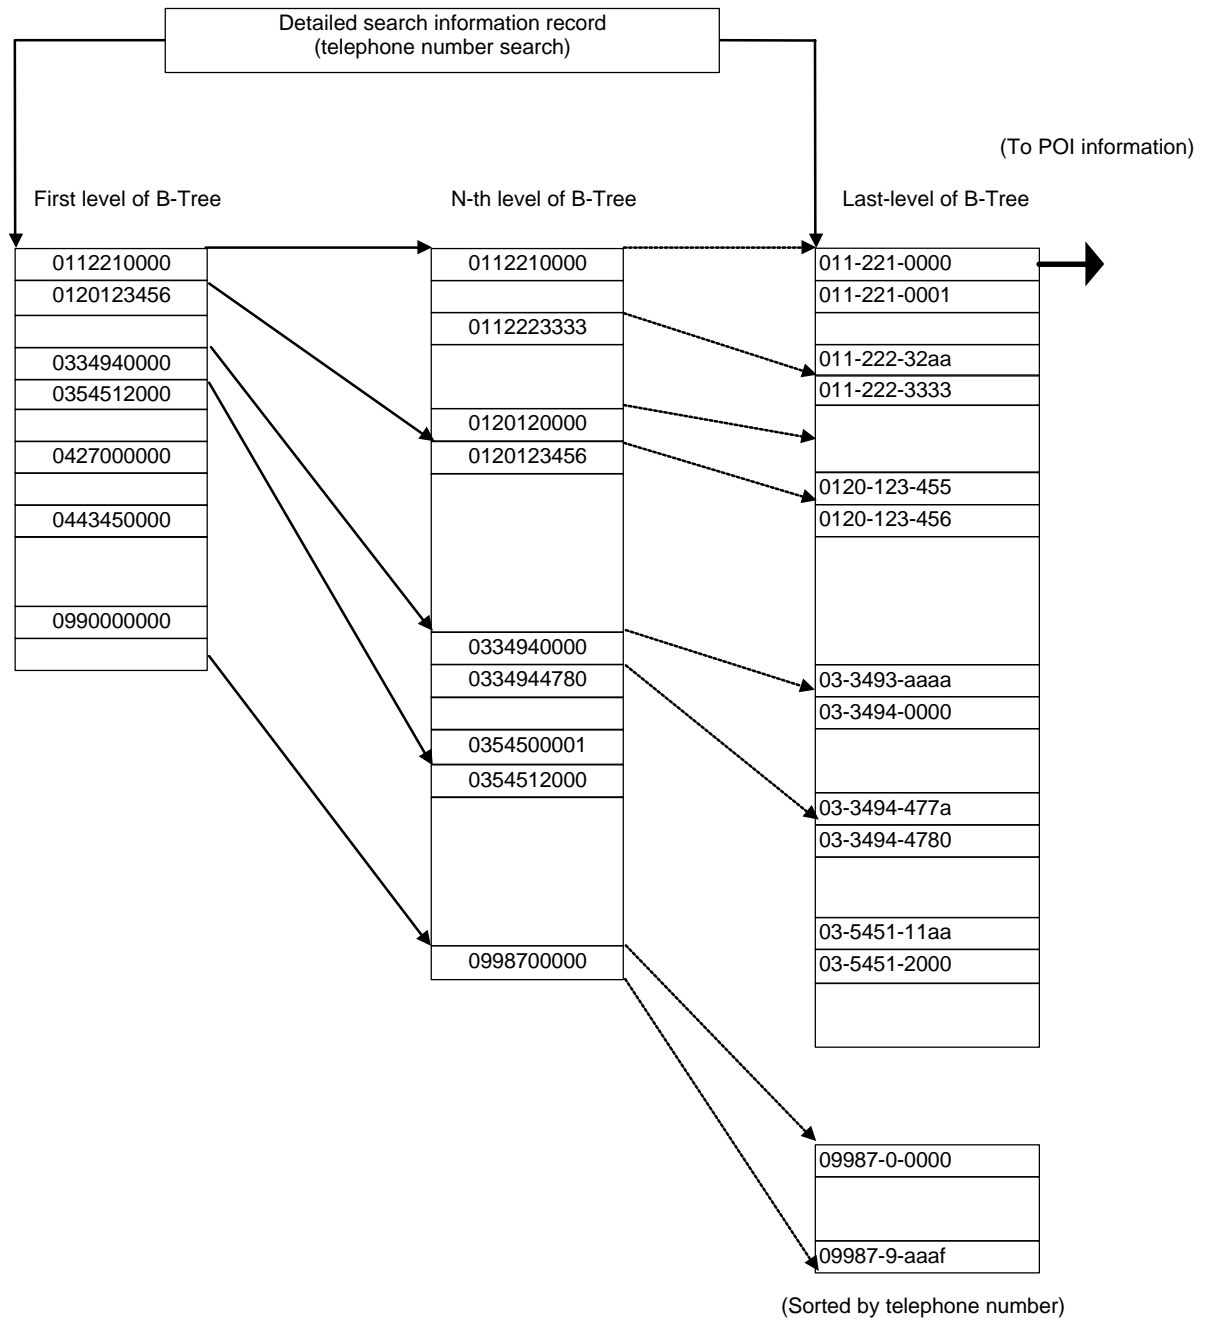 Detailed search information record
(telephone number search)
(To POI information)
First level of B-Tree
N-th level of B-Tree
Last-level of B-Tree
0112210000
0120123456
0334940000
0354512000
0427000000
0443450000
0990000000
0112210000
0112223333
0120120000
0120123456
0334940000
0334944780
0354500001
0354512000
0998700000
011-221-0000
011-221-0001
011-222-32aa
011-222-3333
0120-123-455
0120-123-456
03-3493-aaaa
03-3494-0000
03-3494-477a
03-3494-4780
03-5451-11aa
03-5451-2000
09987-0-0000
09987-9-aaaf
(Sorted by telephone number)